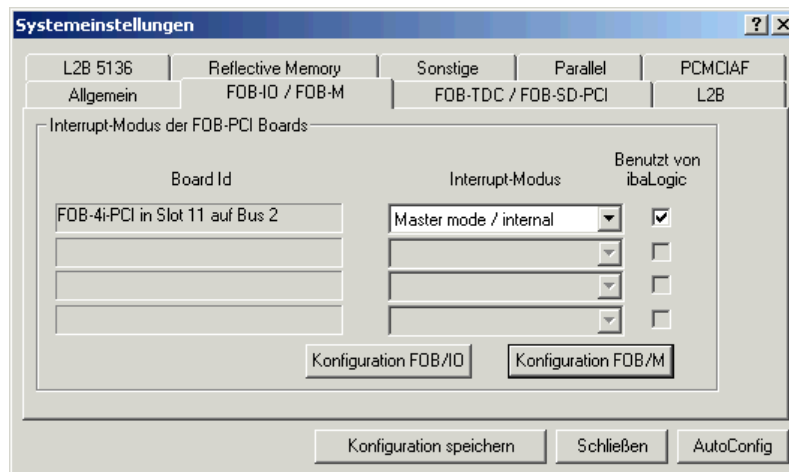 Systemeinstellungen
L2B 5136 Reflective Memory Sonstige Parallel PCMCIAF
Allgemein FOB-IO / FOB-M FOB-TDC / FOB-SD-PCI L2B
Interrupt-Modus der FOB-PCI Boards
Benutzt von
Board Id Interrupt-Modus ibaLogic
FOB-4i-PCI in Slot 11 auf Bus 2 Master mode / internal
Konfiguration FOB/IO Konfiguration FOB/M
Konfiguration speichern Schließen AutoConfig